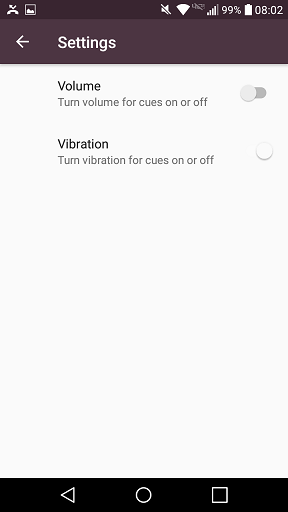 99% 08:02
Settings
Volume
Turn volume for cues on or off
Vibration
Turn vibration for cues on or off